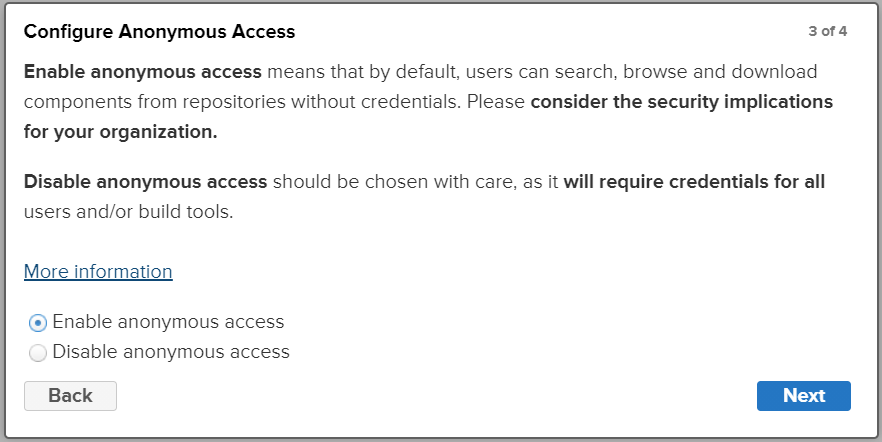 Configure Anonymous Access
3 of 4
Enable anonymous access means that by default, users can search, browse and download
components from repositories without credentials. Please consider the security implications
for your organization.
Disable anonymous access should be chosen with care, as it will require credentials for all
users and/or build tools.
More information
Enable anonymous access
Disable anonymous access
Back
Next